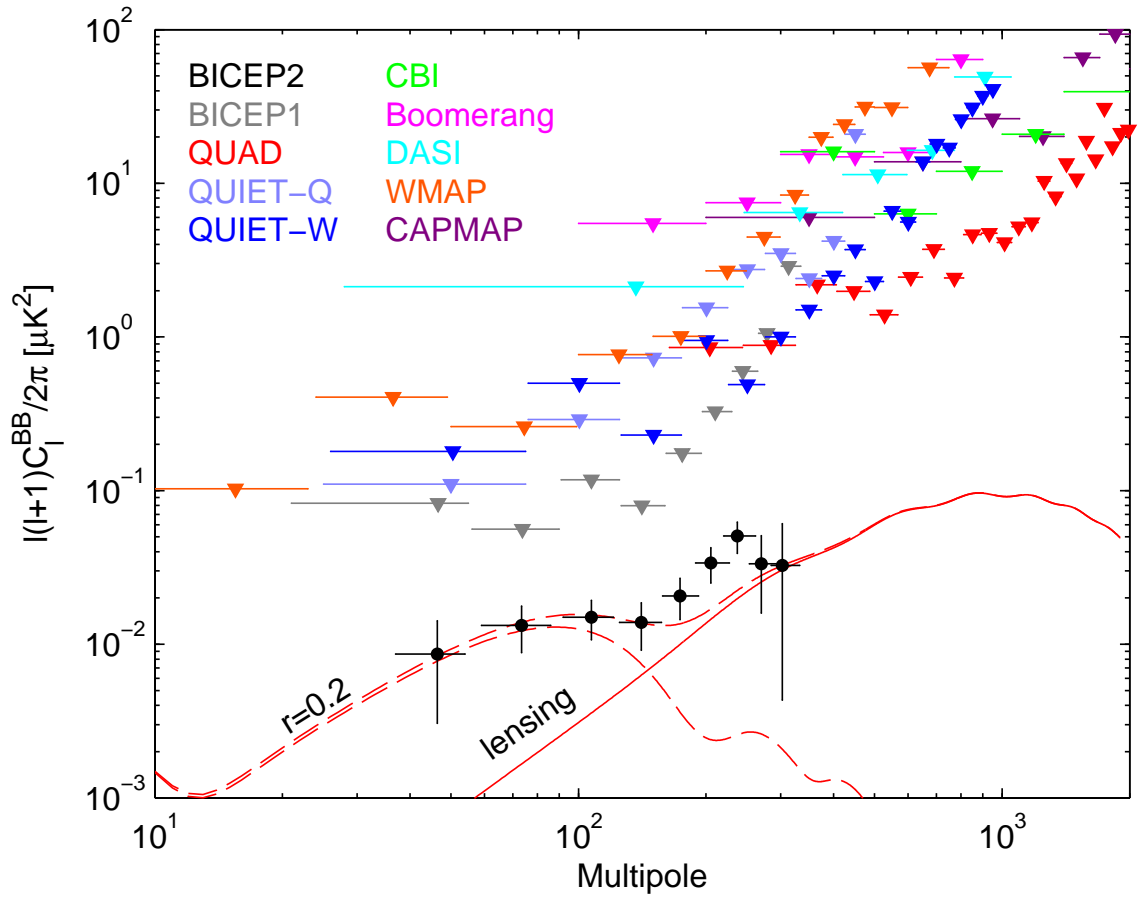 l(l+1)C_l^{BB}/2π [μK^2]
10^2
10^1
10^0
10^{-1}
10^{-2}
10^{-3}
BICEP2
BICEP1
QUAD
QUIET-Q
QUIET-W
CBI
Boomerang
DASI
WMAP
CAPMAP
r=0.2
lensing
10^1
10^2
10^3
Multipole